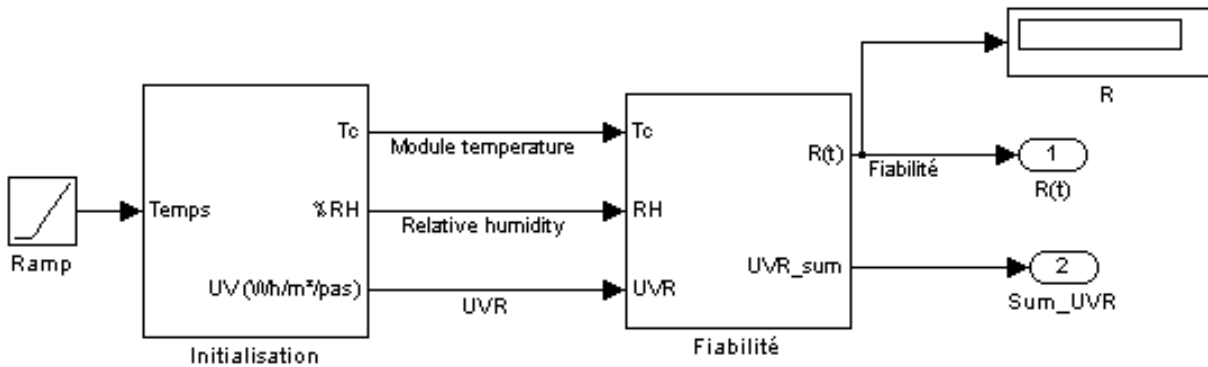 R
Tc
Module temperature
Tc
R(t)
Fiabilité
1
R(t)
Temps
%RH
Relative humidity
RH
Ramp
UV (Wh/m²/pas)
UVR
UVR
UVR_sum
2
Sum_UVR
Initialisation
Fiabilité